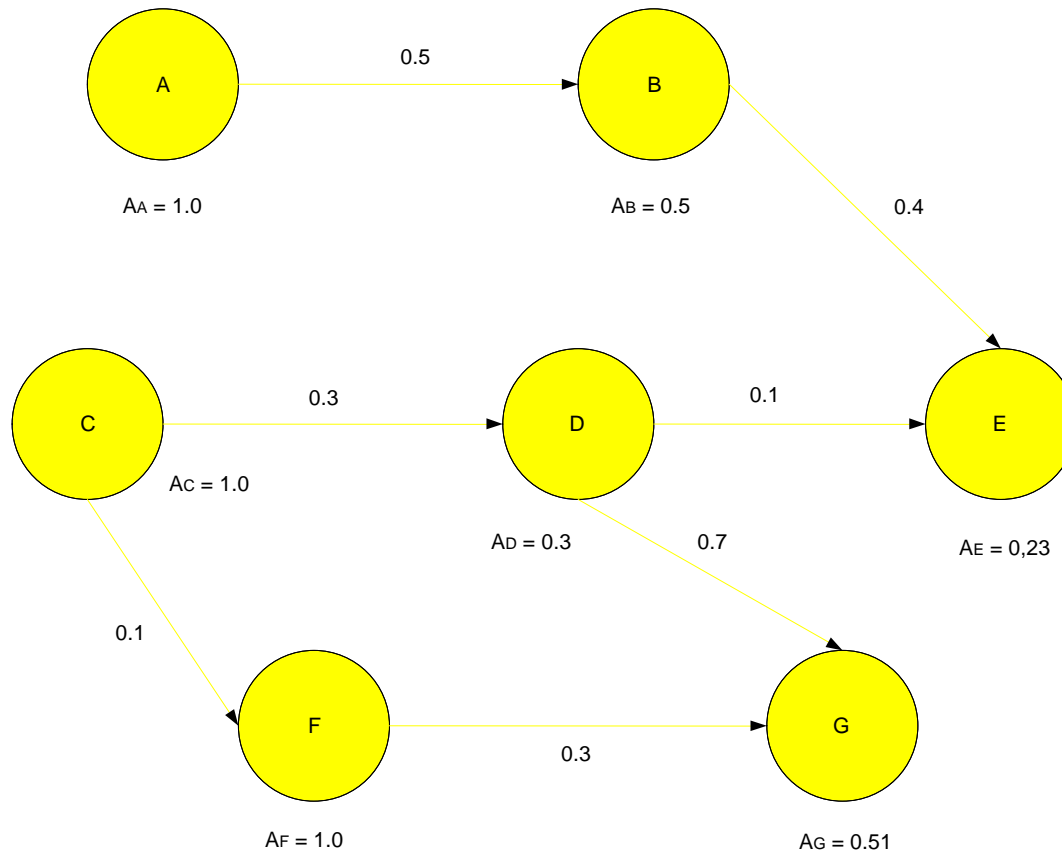 0.5
A
B
AA = 1.0
AB = 0.5
0.4
0.3
0.1
C
D
E
AC = 1.0
AD = 0.3
0.7
AE = 0,23
0.1
F
G
0.3
AF = 1.0
AG = 0.51